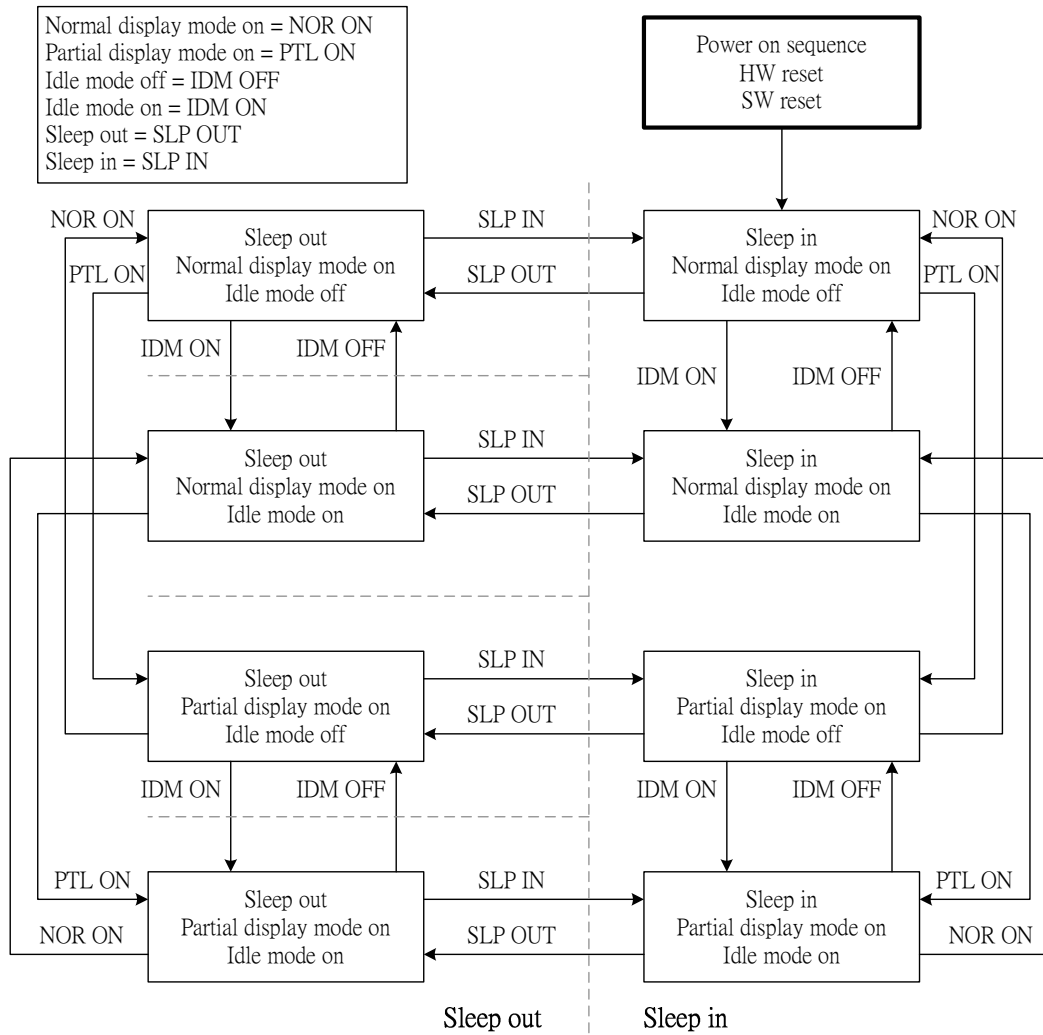 Normal display mode on = NOR ON
Partial display mode on = PTL ON
Idle mode off = IDM OFF
Idle mode on = IDM ON
Sleep out = SLP OUT
Sleep in = SLP IN
Power on sequence
HW reset
SW reset
NOR ON
PTL ON
Sleep out
Normal display mode on
Idle mode off
SLP IN
SLP OUT
Sleep in
Normal display mode on
Idle mode off
NOR ON
PTL ON
IDM ON
IDM OFF
IDM ON
IDM OFF
Sleep out
Normal display mode on
Idle mode on
SLP IN
SLP OUT
Sleep in
Normal display mode on
Idle mode on
Sleep out
Partial display mode on
Idle mode off
SLP IN
SLP OUT
Sleep in
Partial display mode on
Idle mode off
IDM ON
IDM OFF
IDM ON
IDM OFF
PTL ON
NOR ON
Sleep out
Partial display mode on
Idle mode on
SLP IN
SLP OUT
Sleep in
Partial display mode on
Idle mode on
PTL ON
NOR ON
Sleep out
Sleep in